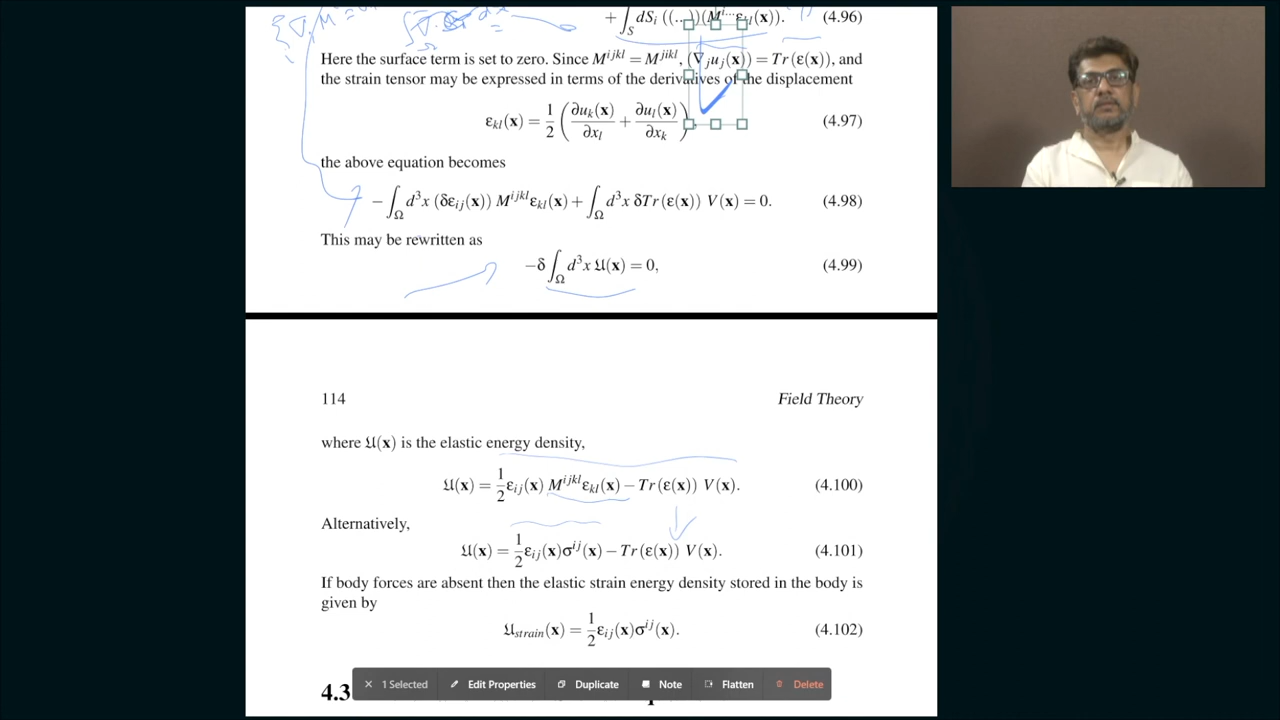 + ∫_S dS_i ((...)(M^{i...}ε_{kl}(x)). (4.96)
Here the surface term is set to zero. Since M^{ijkl} = M^{jikl}, (∇_j u_j(x)) = Tr(ε(x)), and
the strain tensor may be expressed in terms of the derivatives of the displacement
ε_{kl}(x) = 1/2 (∂u_k(x)/∂x_l + ∂u_l(x)/∂x_k), (4.97)
the above equation becomes
− ∫_Ω d³x (δε_{ij}(x)) M^{ijkl} ε_{kl}(x) + ∫_Ω d³x δTr(ε(x)) V(x) = 0. (4.98)
This may be rewritten as
−δ ∫_Ω d³x 𝔘(x) = 0, (4.99)
114 Field Theory
where 𝔘(x) is the elastic energy density,
𝔘(x) = 1/2 ε_{ij}(x) M^{ijkl} ε_{kl}(x) − Tr(ε(x)) V(x). (4.100)
Alternatively,
𝔘(x) = 1/2 ε_{ij}(x)σ^{ij}(x) − Tr(ε(x)) V(x). (4.101)
If body forces are absent then the elastic strain energy density stored in the body is
given by
𝔘_{strain}(x) = 1/2 ε_{ij}(x)σ^{ij}(x). (4.102)
4.3
× 1 Selected Edit Properties Duplicate Note Flatten Delete